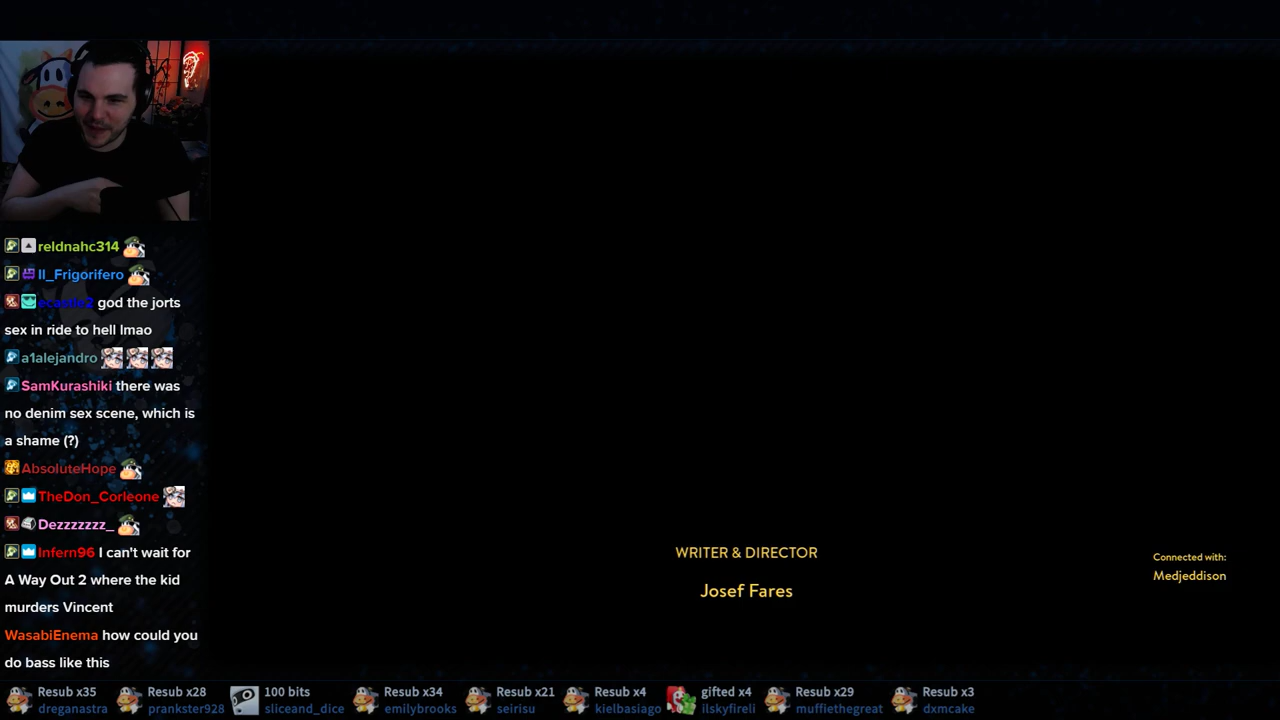 reldnahc314
Il_Frigorifero
ecastle2 god the jorts
sex in ride to hell lmao
a1alejandro
SamKurashiki there was
no denim sex scene, which is
a shame (?)
AbsoluteHope
TheDon_Corleone
Dezzzzzzz_
Infern96 I can't wait for
A Way Out 2 where the kid
murders Vincent
WasabiEnema how could you
do bass like this
WRITER & DIRECTOR
Josef Fares
Connected with:
Medjeddison
Resub x35
dreganastra
Resub x28
prankster928
100 bits
sliceand_dice
Resub x34
emilybrooks
Resub x21
seirisu
Resub x4
kielbasiago
gifted x4
ilskyfireli
Resub x29
muffiethegreat
Resub x3
dxmcake